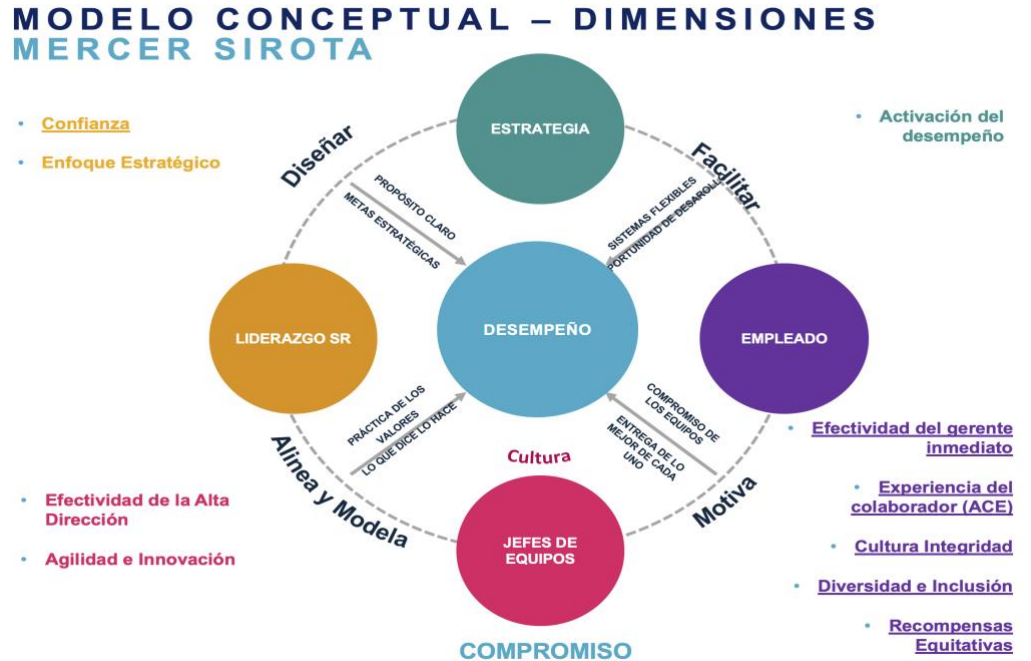 MODELO CONCEPTUAL – DIMENSIONES
MERCER SIROTA
• Confianza
• Enfoque Estratégico
• Activación del
desempeño
Diseñar
PROPÓSITO CLARO
METAS ESTRATÉGICAS
ESTRATEGIA
Facilitar
SISTEMAS FLEXIBLES
PORTUNIDAD DE DESAROLL
LIDERAZGO SR
DESEMPEÑO
EMPLEADO
PRÁCTICA DE LOS
VALORES
LO QUE DICE LO HACE
Alinea y Modela
COMPROMISO DE
LOS EQUIPOS
ENTREGA DE LO
MEJOR DE CADA
UNO
Motiva
Cultura
JEFES DE
EQUIPOS
COMPROMISO
• Efectividad de la Alta
Dirección
• Agilidad e Innovación
• Efectividad del gerente
inmediato
• Experiencia del
colaborador (ACE)
• Cultura Integridad
• Diversidad e Inclusión
• Recompensas
Equitativas